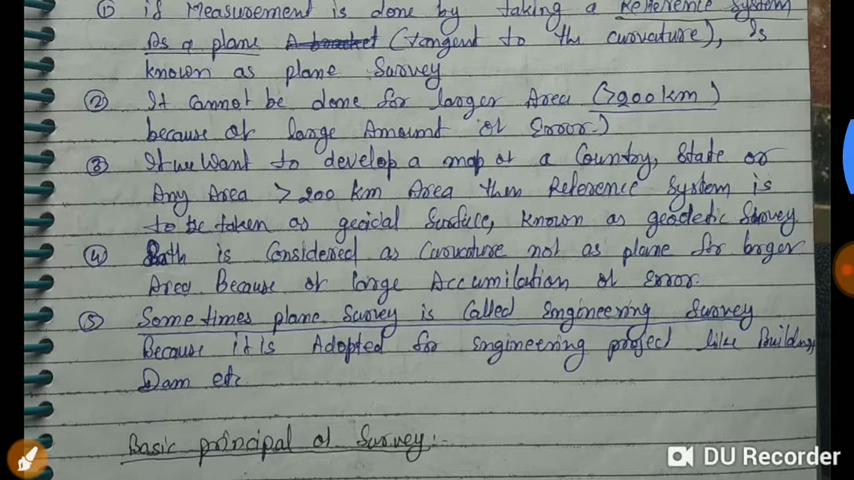 ① if Measurement is done by taking a Reference System
As a plane (tangent to the curvature), Is
known as plane Survey
② It cannot be done for larger Area (>200km)
because of large Amount of Error.)
③ If we Want to develop a map of a Country, State or
Any Area > 200 km Area then Reference System is
to be taken as geoidal Surface, known as geodetic Survey
④ Path is Considered as Curvature not as plane for larger
Area Because of large Accumilation of Error.
⑤ Sometimes plane Survey is Called Engineering Survey
Because it is Adopted for engineering project like Building,
Dam etc
Basic principal of Survey:-
DU Recorder